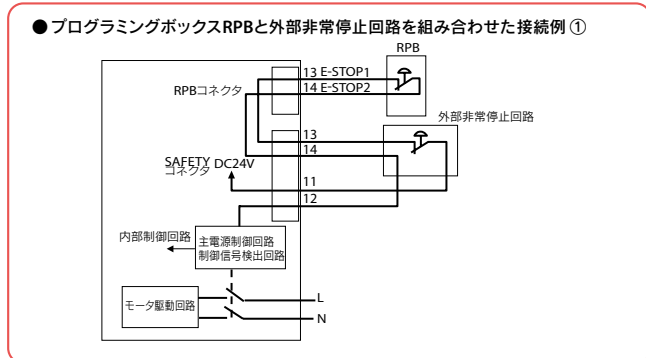 ●プログラミングボックスRPBと外部非常停止回路を組み合わせた接続例①
RPB
13 E-STOP1
14 E-STOP2
RPBコネクタ
外部非常停止回路
13
14
SAFETY DC24V
コネクタ
11
12
内部制御回路
主電源制御回路
制御信号検出回路
モータ駆動回路
L
N